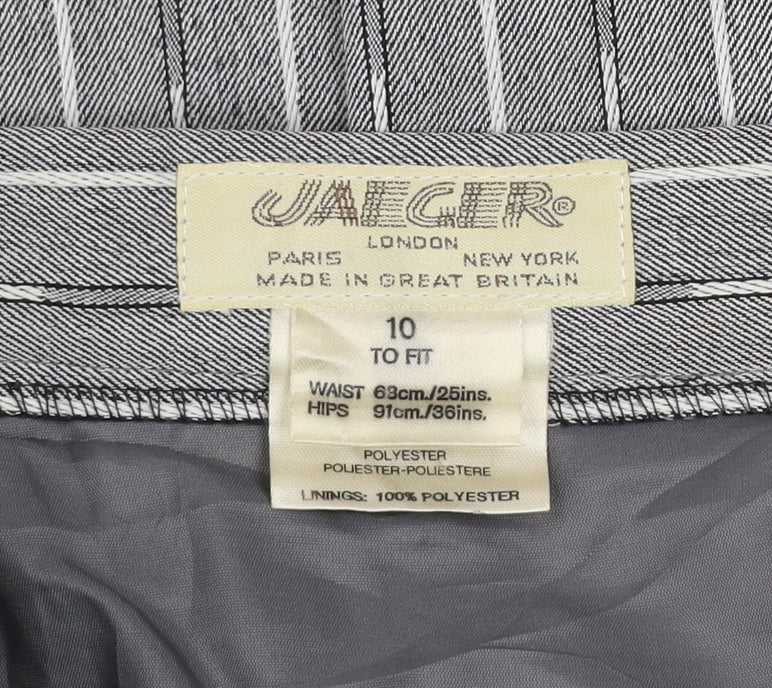 JAEGER®
LONDON
PARIS NEW YORK
MADE IN GREAT BRITAIN
10
TO FIT
WAIST 63cm./25ins.
HIPS 91cm./36ins.
POLYESTER
POLIESTER-POLIESTERE
LININGS: 100% POLYESTER